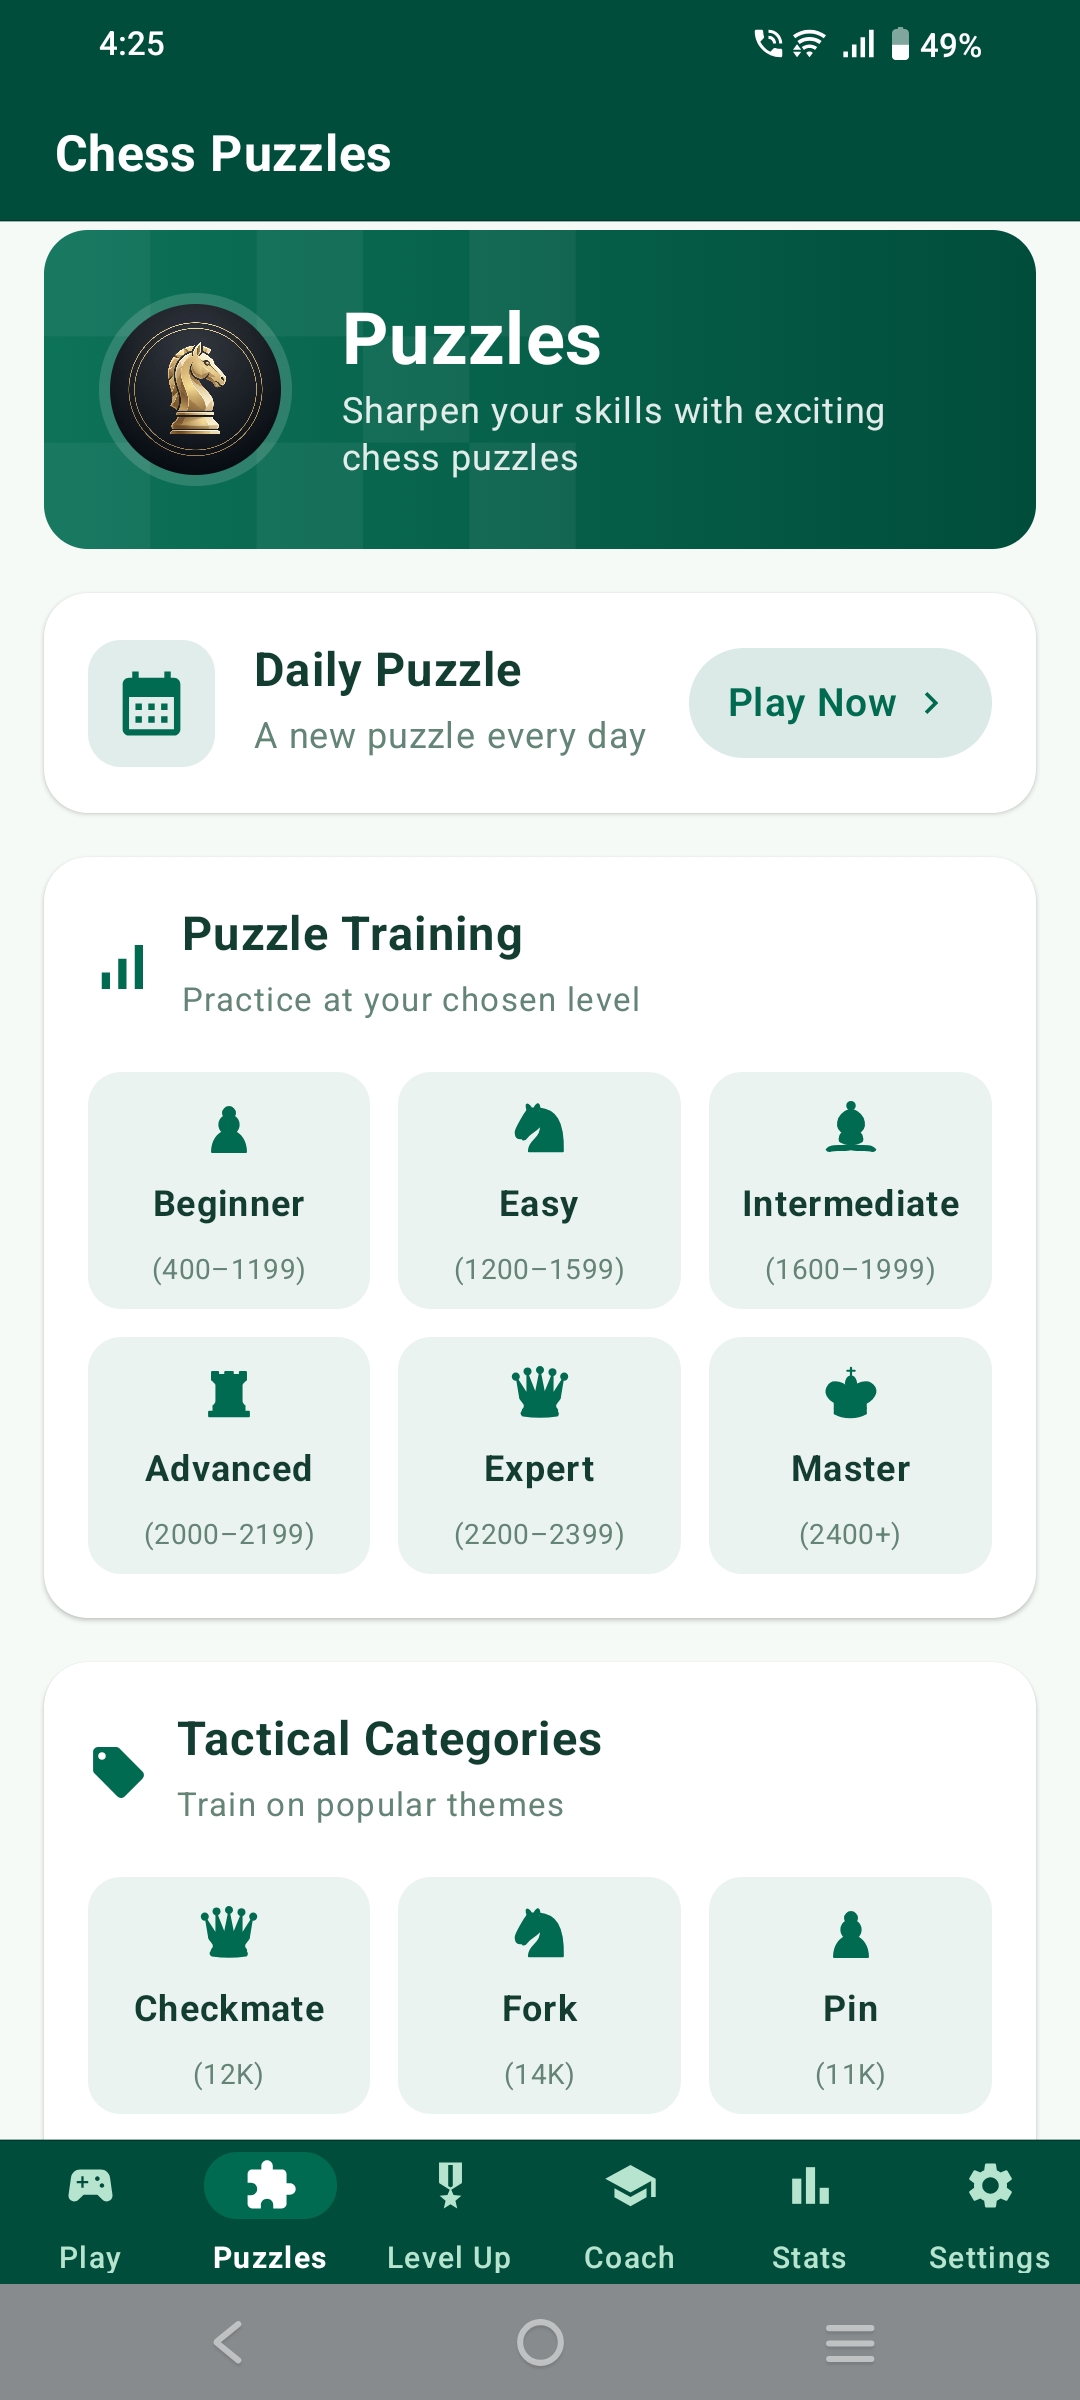 4:25
49%
Chess Puzzles
Puzzles
Sharpen your skills with exciting
chess puzzles
Daily Puzzle
A new puzzle every day
Play Now
Puzzle Training
Practice at your chosen level
Beginner
(400–1199)
Easy
(1200–1599)
Intermediate
(1600–1999)
Advanced
(2000–2199)
Expert
(2200–2399)
Master
(2400+)
Tactical Categories
Train on popular themes
Checkmate
(12K)
Fork
(14K)
Pin
(11K)
Play
Puzzles
Level Up
Coach
Stats
Settings